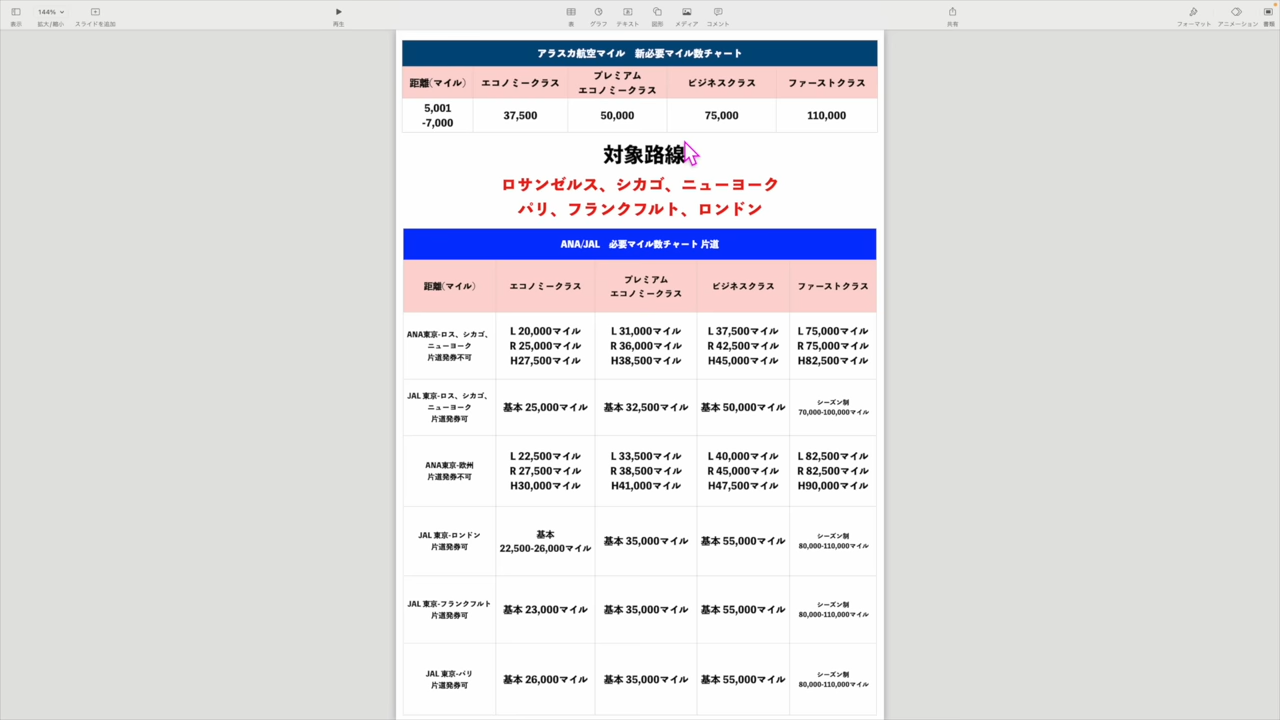 144%
表示
拡大/縮小
スライドを追加
再生
表
グラフ
テキスト
図形
メディア
コメント
共有
フォーマット
アニメーション
書類
アラスカ航空マイル　新必要マイル数チャート
距離(マイル)
エコノミークラス
プレミアム
エコノミークラス
ビジネスクラス
ファーストクラス
5,001
-7,000
37,500
50,000
75,000
110,000
対象路線
ロサンゼルス、シカゴ、ニューヨーク
パリ、フランクフルト、ロンドン
ANA/JAL　必要マイル数チャート 片道
距離(マイル)
エコノミークラス
プレミアム
エコノミークラス
ビジネスクラス
ファーストクラス
ANA東京-ロス、シカゴ、
ニューヨーク
片道発券不可
L 20,000マイル
R 25,000マイル
H27,500マイル
L 31,000マイル
R 36,000マイル
H38,500マイル
L 37,500マイル
R 42,500マイル
H45,000マイル
L 75,000マイル
R 75,000マイル
H82,500マイル
JAL 東京-ロス、シカゴ、
ニューヨーク
片道発券可
基本 25,000マイル
基本 32,500マイル
基本 50,000マイル
シーズン制
70,000-100,000マイル
ANA東京-欧州
片道発券不可
L 22,500マイル
R 27,500マイル
H30,000マイル
L 33,500マイル
R 38,500マイル
H41,000マイル
L 40,000マイル
R 45,000マイル
H47,500マイル
L 82,500マイル
R 82,500マイル
H90,000マイル
JAL 東京-ロンドン
片道発券可
基本
22,500-26,000マイル
基本 35,000マイル
基本 55,000マイル
シーズン制
80,000-110,000マイル
JAL 東京-フランクフルト
片道発券可
基本 23,000マイル
基本 35,000マイル
基本 55,000マイル
シーズン制
80,000-110,000マイル
JAL 東京-パリ
片道発券可
基本 26,000マイル
基本 35,000マイル
基本 55,000マイル
シーズン制
80,000-110,000マイル